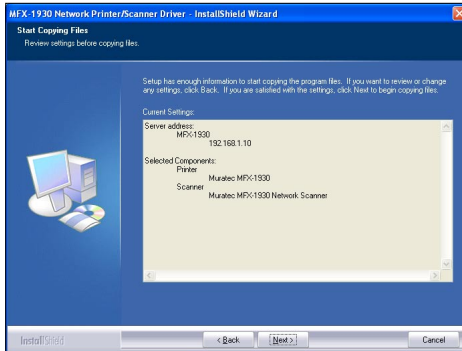 MFX-1930 Network Printer/Scanner Driver - InstallShield Wizard
Start Copying Files
Review settings before copying files.
Setup has enough information to start copying the program files. If you want to review or change
any settings, click Back. If you are satisfied with the settings, click Next to begin copying files.
Current Settings:
Server address:
MFX-1930
192.168.1.10
Selected Components:
Printer
Muratec MFX-1930
Scanner
Muratec MFX-1930 Network Scanner
InstallShield
< Back
Next >
Cancel